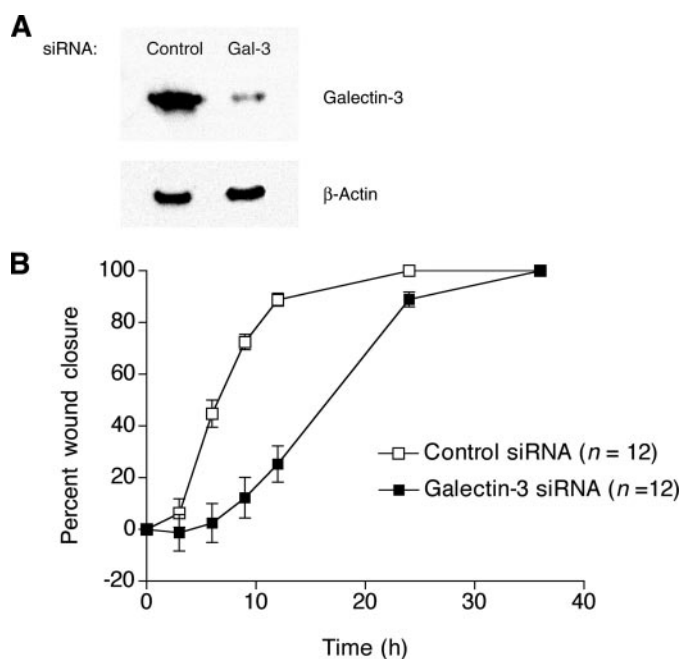 A
siRNA: Control Gal-3
Galectin-3
β-Actin
B
Percent wound closure
100
80
60
40
20
0
-20
0 10 20 30 40
Time (h)
Control siRNA (n = 12)
Galectin-3 siRNA (n =12)